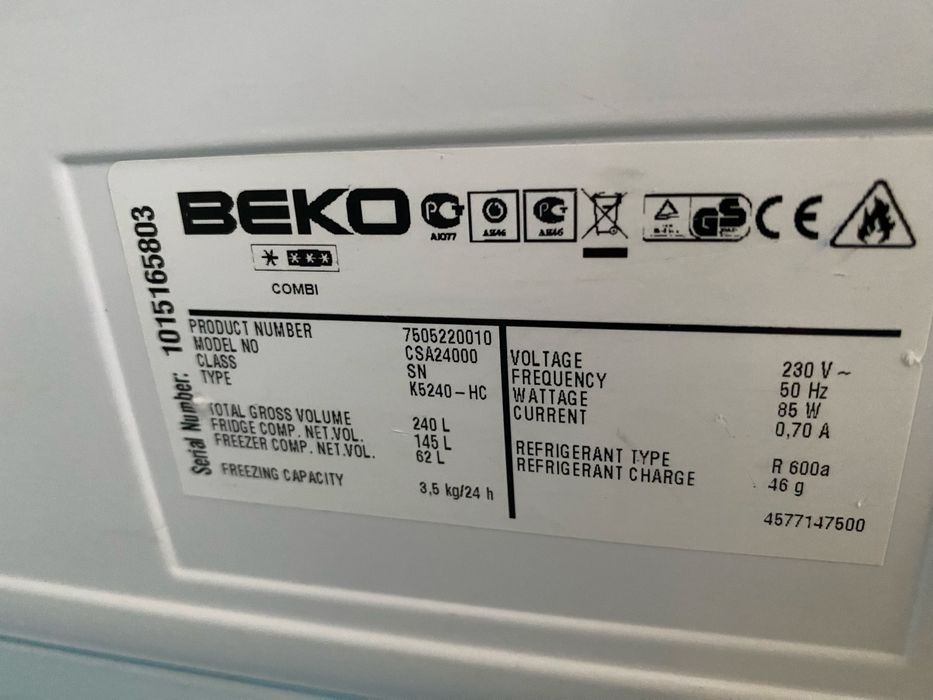 BEKO
AЮ77
COMBI
Serial Number: 1015165803
PRODUCT NUMBER 7505220010
MODEL NO CSA24000
CLASS SN
TYPE K5240-HC
TOTAL GROSS VOLUME 240 L
FRIDGE COMP. NET.VOL. 145 L
FREEZER COMP. NET.VOL. 62 L
FREEZING CAPACITY 3,5 kg/24 h
VOLTAGE 230 V ~
FREQUENCY 50 Hz
WATTAGE 85 W
CURRENT 0,70 A
REFRIGERANT TYPE R 600a
REFRIGERANT CHARGE 46 g
4577147500
GS
CE